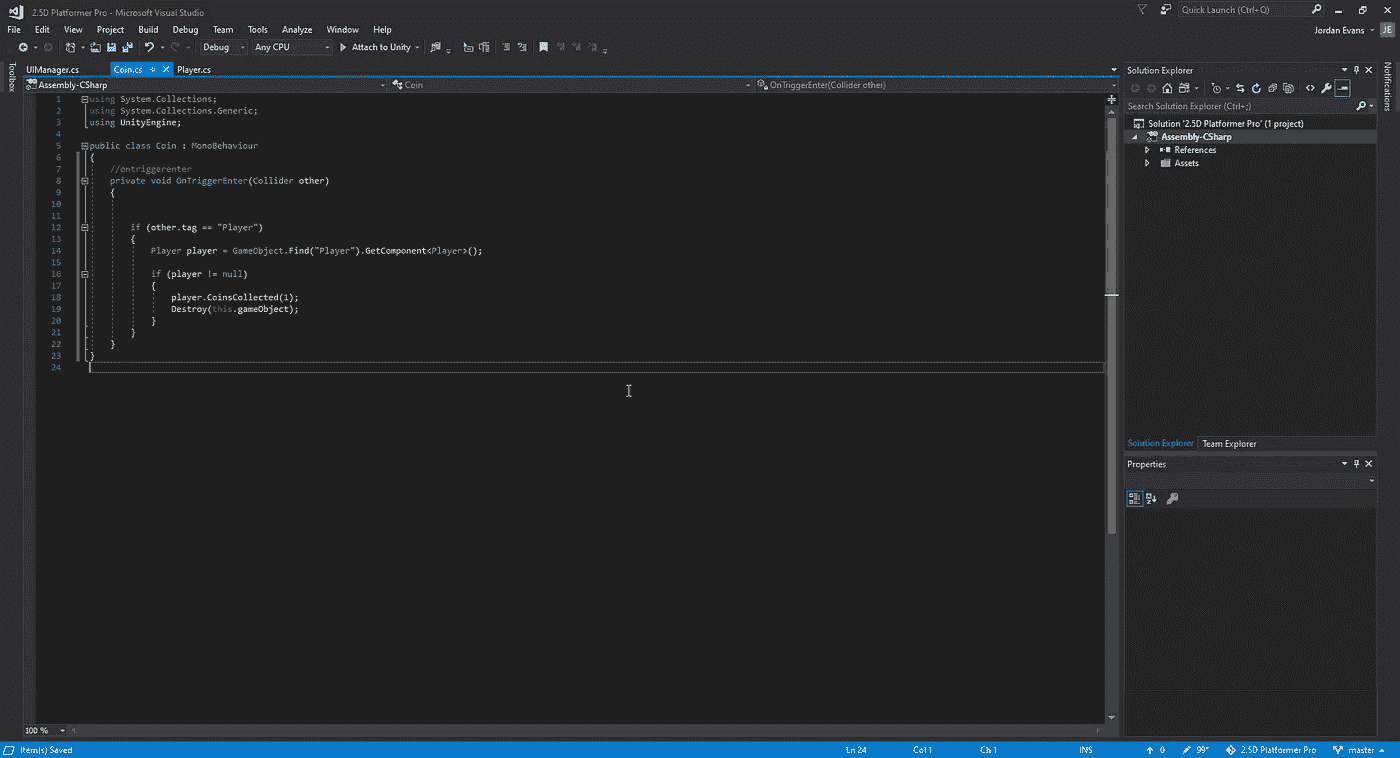 2.5D Platformer Pro - Microsoft Visual Studio
Quick Launch (Ctrl+Q)
File Edit View Project Build Debug Team Tools Analyze Window Help
Jordan Evans JE
Debug Any CPU Attach to Unity
Toolbox
UIManager.cs Coin.cs Player.cs
Assembly-CSharp Coin OnTriggerEnter(Collider other)
1 using System.Collections;
2 using System.Collections.Generic;
3 using UnityEngine;
4
5 public class Coin : MonoBehaviour
6 {
7 //ontriggerenter
8 private void OnTriggerEnter(Collider other)
9 {
10
11
12 if (other.tag == "Player")
13 {
14 Player player = GameObject.Find("Player").GetComponent<Player>();
15
16 if (player != null)
17 {
18 player.CoinsCollected(1);
19 Destroy(this.gameObject);
20 }
21 }
22 }
23 }
24
100 %
Solution Explorer
Search Solution Explorer (Ctrl+;)
Solution '2.5D Platformer Pro' (1 project)
Assembly-CSharp
References
Assets
Solution Explorer Team Explorer
Properties
Notifications
Item(s) Saved Ln 24 Col 1 Ch 1 INS 0 99+ 2.5D Platformer Pro master